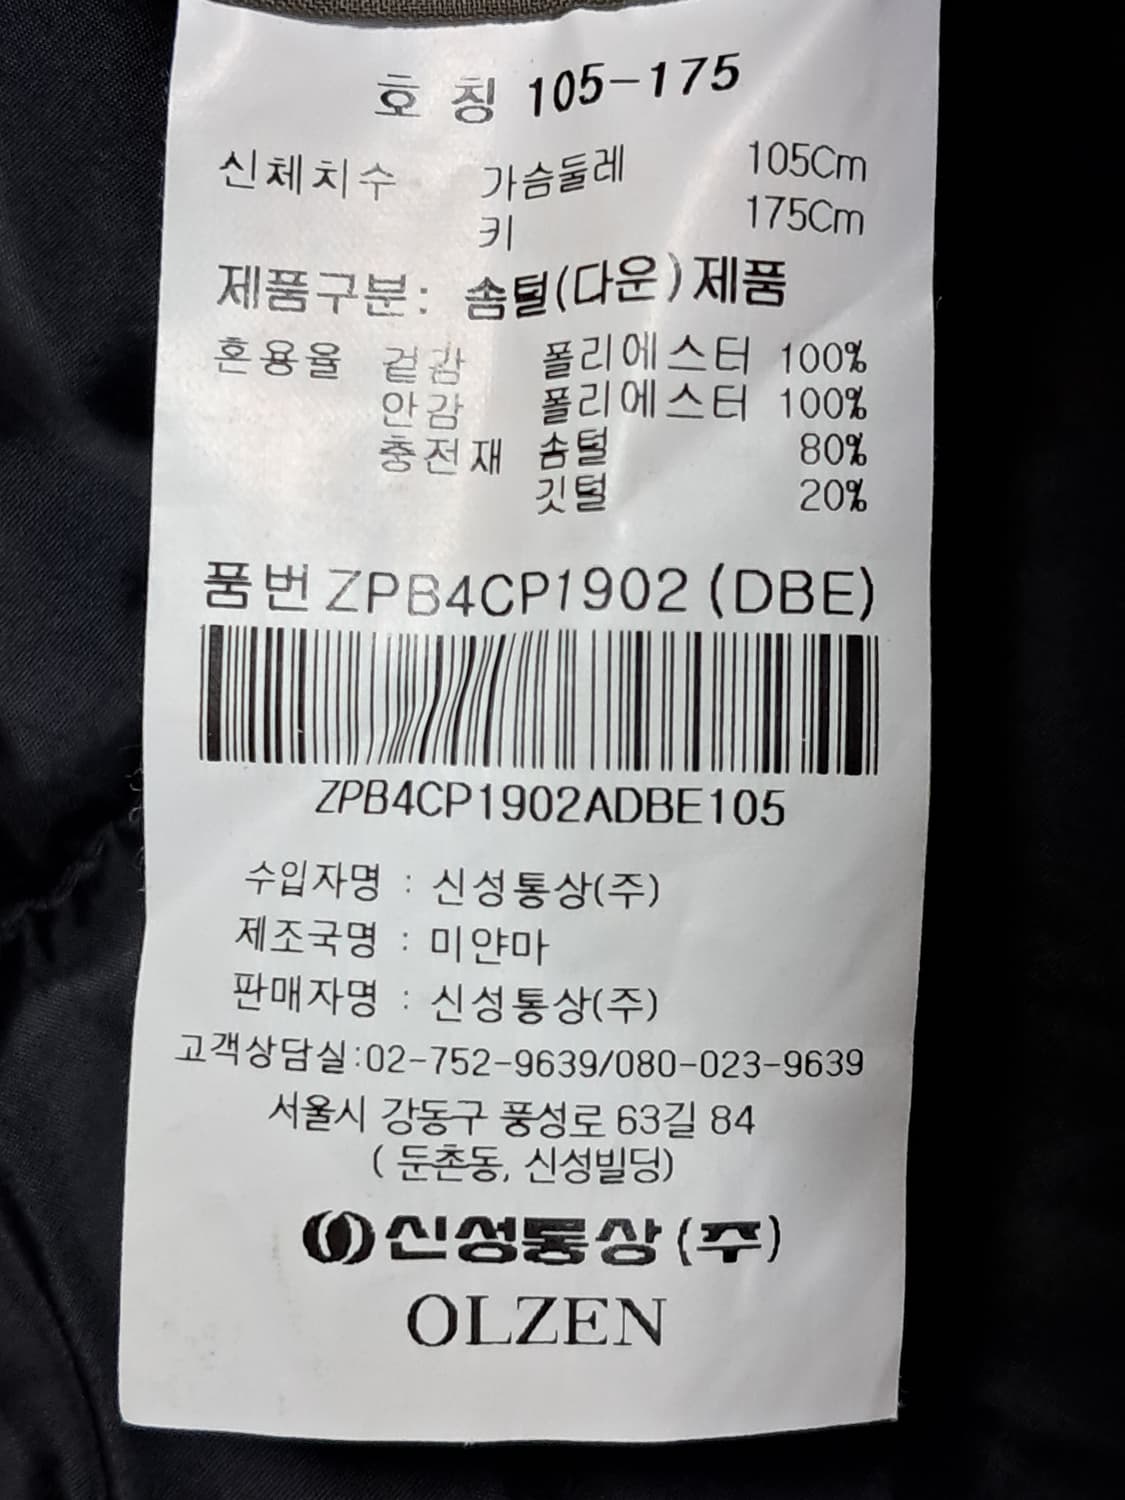 호 칭 105-175
신체치수 가슴둘레 105Cm
키 175Cm
제품구분: 솜털(다운)제품
혼용율 겉감 폴리에스터 100%
안감 폴리에스터 100%
충전재 솜털 80%
깃털 20%
품번 ZPB4CP1902 (DBE)
ZPB4CP1902ADBE105
수입자명 : 신성통상(주)
제조국명 : 미얀마
판매자명 : 신성통상(주)
고객상담실:02-752-9639/080-023-9639
서울시 강동구 풍성로 63길 84
( 둔촌동, 신성빌딩)
신성통상(주)
OLZEN